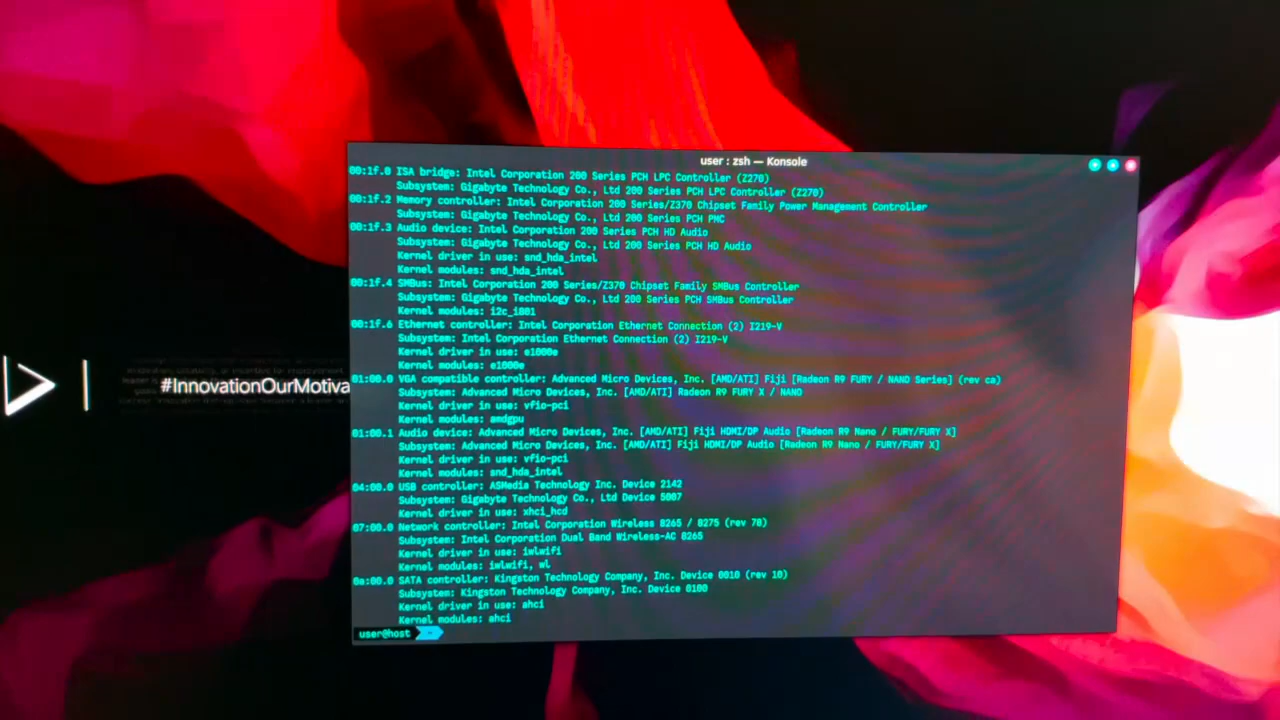 user : zsh — Konsole
00:1f.0 ISA bridge: Intel Corporation 200 Series PCH LPC Controller (Z270)
Subsystem: Gigabyte Technology Co., Ltd 200 Series PCH LPC Controller (Z270)
00:1f.2 Memory controller: Intel Corporation 200 Series/Z370 Chipset Family Power Management Controller
Subsystem: Gigabyte Technology Co., Ltd 200 Series PCH PMC
00:1f.3 Audio device: Intel Corporation 200 Series PCH HD Audio
Subsystem: Gigabyte Technology Co., Ltd 200 Series PCH HD Audio
Kernel driver in use: snd_hda_intel
Kernel modules: snd_hda_intel
00:1f.4 SMBus: Intel Corporation 200 Series/Z370 Chipset Family SMBus Controller
Subsystem: Gigabyte Technology Co., Ltd 200 Series PCH SMBus Controller
Kernel modules: i2c_i801
00:1f.6 Ethernet controller: Intel Corporation Ethernet Connection (2) I219-V
Subsystem: Intel Corporation Ethernet Connection (2) I219-V
Kernel driver in use: e1000e
Kernel modules: e1000e
01:00.0 VGA compatible controller: Advanced Micro Devices, Inc. [AMD/ATI] Fiji [Radeon R9 FURY / NANO Series] (rev ca)
Subsystem: Advanced Micro Devices, Inc. [AMD/ATI] Radeon R9 FURY X / NANO
Kernel driver in use: vfio-pci
Kernel modules: amdgpu
01:00.1 Audio device: Advanced Micro Devices, Inc. [AMD/ATI] Fiji HDMI/DP Audio [Radeon R9 Nano / FURY/FURY X]
Subsystem: Advanced Micro Devices, Inc. [AMD/ATI] Fiji HDMI/DP Audio [Radeon R9 Nano / FURY/FURY X]
Kernel driver in use: vfio-pci
Kernel modules: snd_hda_intel
04:00.0 USB controller: ASMedia Technology Inc. Device 2142
Subsystem: Gigabyte Technology Co., Ltd Device 5007
Kernel driver in use: xhci_hcd
07:00.0 Network controller: Intel Corporation Wireless 8265 / 8275 (rev 78)
Subsystem: Intel Corporation Dual Band Wireless-AC 8265
Kernel driver in use: iwlwifi
Kernel modules: iwlwifi, wl
0a:00.0 SATA controller: Kingston Technology Company, Inc. Device 0010 (rev 10)
Subsystem: Kingston Technology Company, Inc. Device 0100
Kernel driver in use: ahci
Kernel modules: ahci
user@host ~
#InnovationOurMotiva